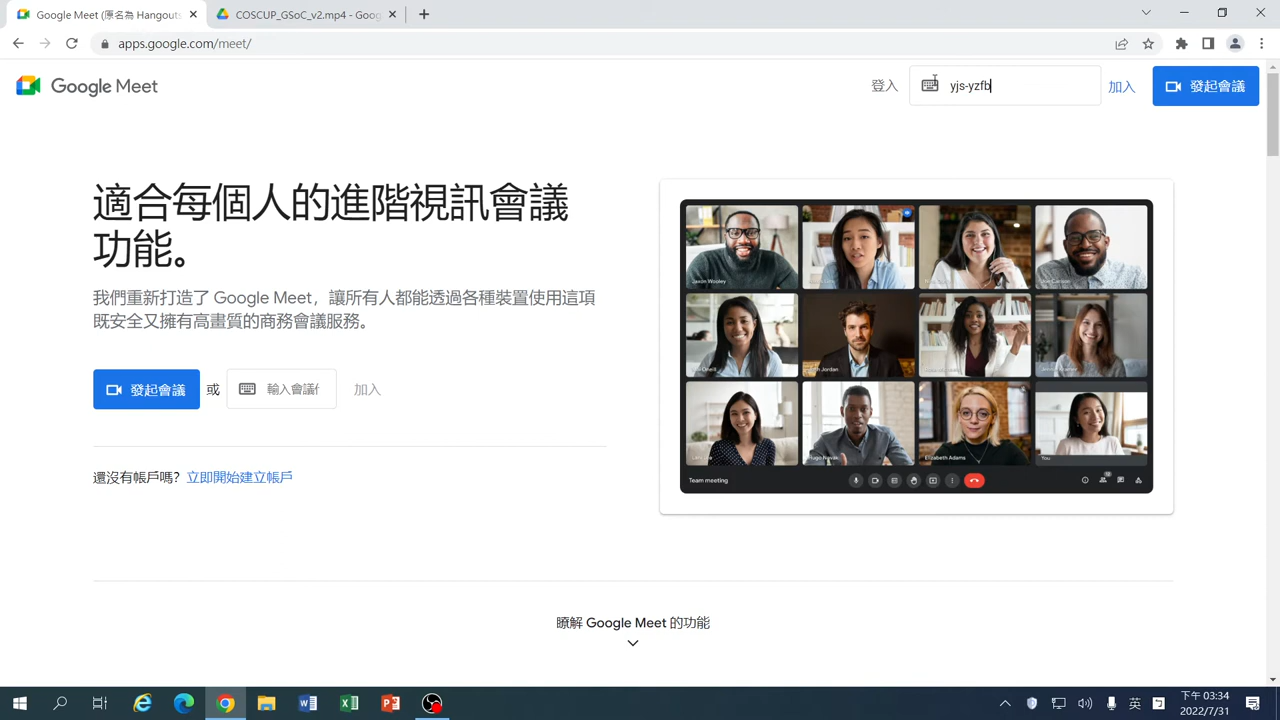 Google Meet (原名為 Hangouts
COSCUP_GSoC_v2.mp4 - Goog
apps.google.com/meet/
Google Meet
登入
yjs-yzfb
加入
發起會議
適合每個人的進階視訊會議
功能。
我們重新打造了 Google Meet，讓所有人都能透過各種裝置使用這項
既安全又擁有高畫質的商務會議服務。
發起會議
或
輸入會議
加入
還沒有帳戶嗎？立即開始建立帳戶
Jaxon Wooley
Elizabeth Adams
You
Team meeting
瞭解 Google Meet 的功能
英
下午 03:34
2022/7/31